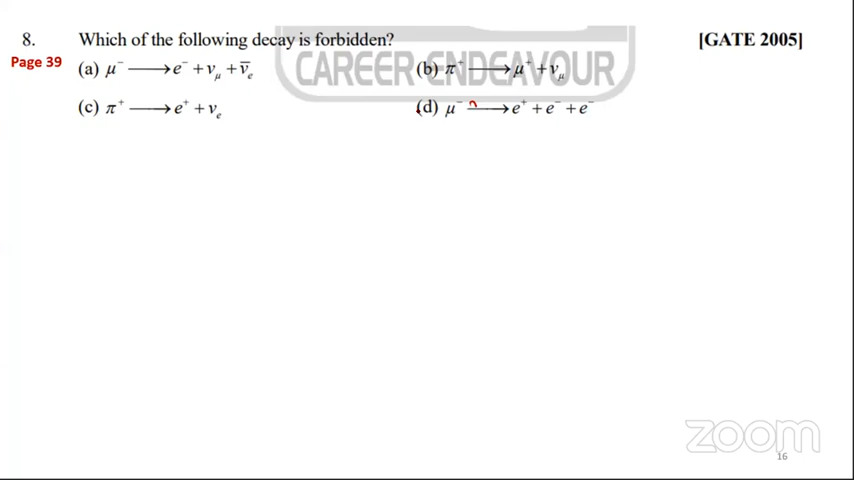 8. Which of the following decay is forbidden? [GATE 2005]
Page 39
(a) μ⁻ ⟶ e⁻ + ν_μ + ν̄_e (b) π⁺ ⟶ μ⁺ + ν_μ
CAREER ENDEAVOUR
(c) π⁺ ⟶ e⁺ + ν_e (d) μ⁻ ⟶ e⁺ + e⁻ + e⁻
zoom
16